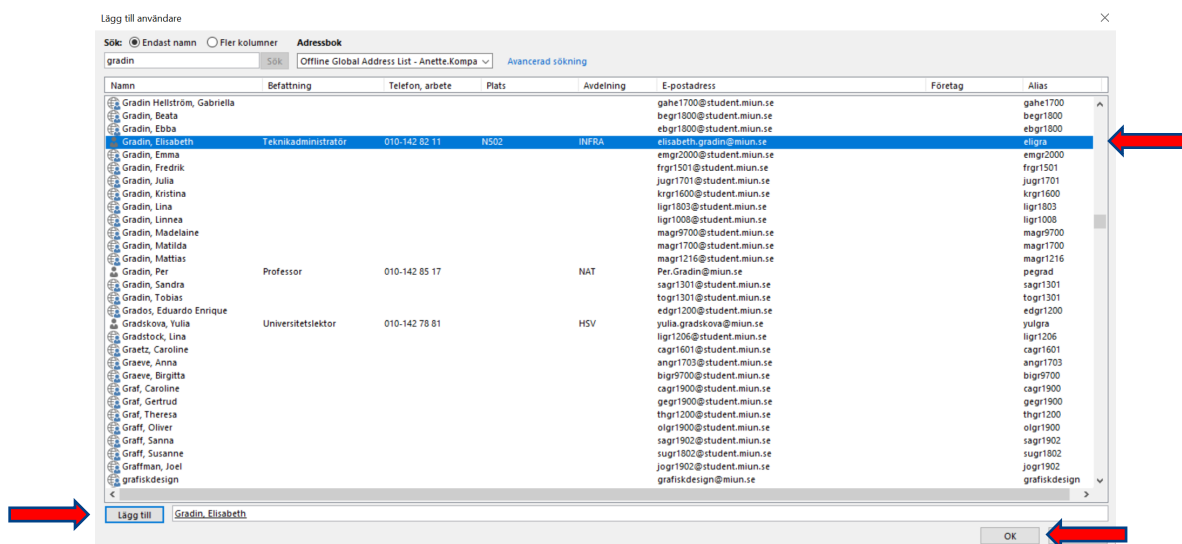 Lägg till användare
Sök: Endast namn Fler kolumner Adressbok
gradin Sök Offline Global Address List - Anette.Kompa Avancerad sökning
Namn Befattning Telefon, arbete Plats Avdelning E-postadress Företag Alias
Gradin Hellström, Gabriella gahe1700@student.miun.se gahe1700
Gradin, Beata begr1800@student.miun.se begr1800
Gradin, Ebba ebgr1800@student.miun.se ebgr1800
Gradin, Elisabeth Teknikadministratör 010-142 82 11 N502 INFRA elisabeth.gradin@miun.se eligra
Gradin, Emma emgr2000@student.miun.se emgr2000
Gradin, Fredrik frgr1501@student.miun.se frgr1501
Gradin, Julia jugr1701@student.miun.se jugr1701
Gradin, Kristina krgr1600@student.miun.se krgr1600
Gradin, Lina ligr1803@student.miun.se ligr1803
Gradin, Linnea ligr1008@student.miun.se ligr1008
Gradin, Madelaine magr9700@student.miun.se magr9700
Gradin, Matilda magr1700@student.miun.se magr1700
Gradin, Mattias magr1216@student.miun.se magr1216
Gradin, Per Professor 010-142 85 17 NAT Per.Gradin@miun.se pegrad
Gradin, Sandra sagr1301@student.miun.se sagr1301
Gradin, Tobias togr1301@student.miun.se togr1301
Grados, Eduardo Enrique edgr1200@student.miun.se edgr1200
Gradskova, Yulia Universitetslektor 010-142 78 81 HSV yulia.gradskova@miun.se yulgra
Gradstock, Lina ligr1206@student.miun.se ligr1206
Graetz, Caroline cagr1601@student.miun.se cagr1601
Graeve, Anna angr1703@student.miun.se angr1703
Graeve, Birgitta bigr9700@student.miun.se bigr9700
Graf, Caroline cagr1900@student.miun.se cagr1900
Graf, Gertrud gegr1900@student.miun.se gegr1900
Graf, Theresa thgr1200@student.miun.se thgr1200
Graff, Oliver olgr1900@student.miun.se olgr1900
Graff, Sanna sagr1902@student.miun.se sagr1902
Graff, Susanne sugr1802@student.miun.se sugr1802
Graffman, Joel jogr1902@student.miun.se jogr1902
grafiskdesign grafiskdesign@miun.se grafiskdesign
Lägg till Gradin, Elisabeth
OK